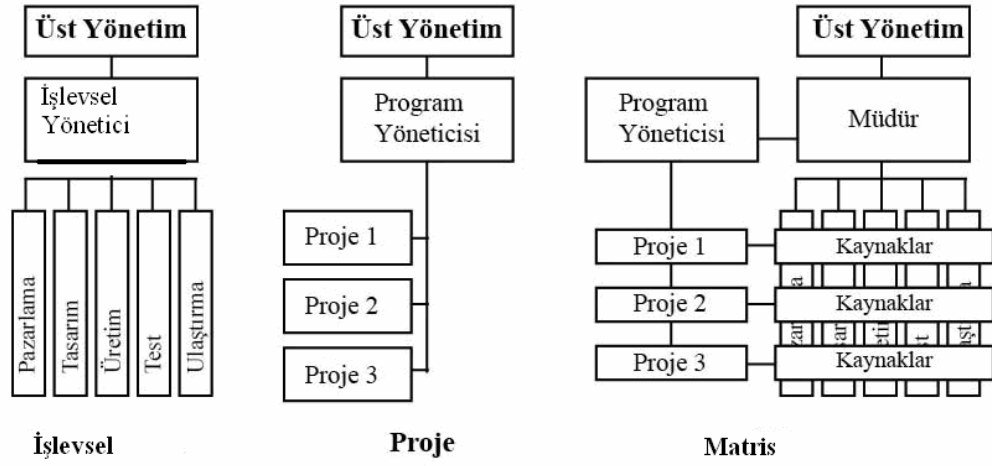 Üst Yönetim
İşlevsel
Yönetici
Pazarlama
Tasarım
Üretim
Test
Ulaştırma
İşlevsel
Üst Yönetim
Program
Yöneticisi
Proje 1
Proje 2
Proje 3
Proje
Üst Yönetim
Program
Yöneticisi
Müdür
Proje 1
Kaynaklar
Proje 2
Kaynaklar
Proje 3
Kaynaklar
Matris